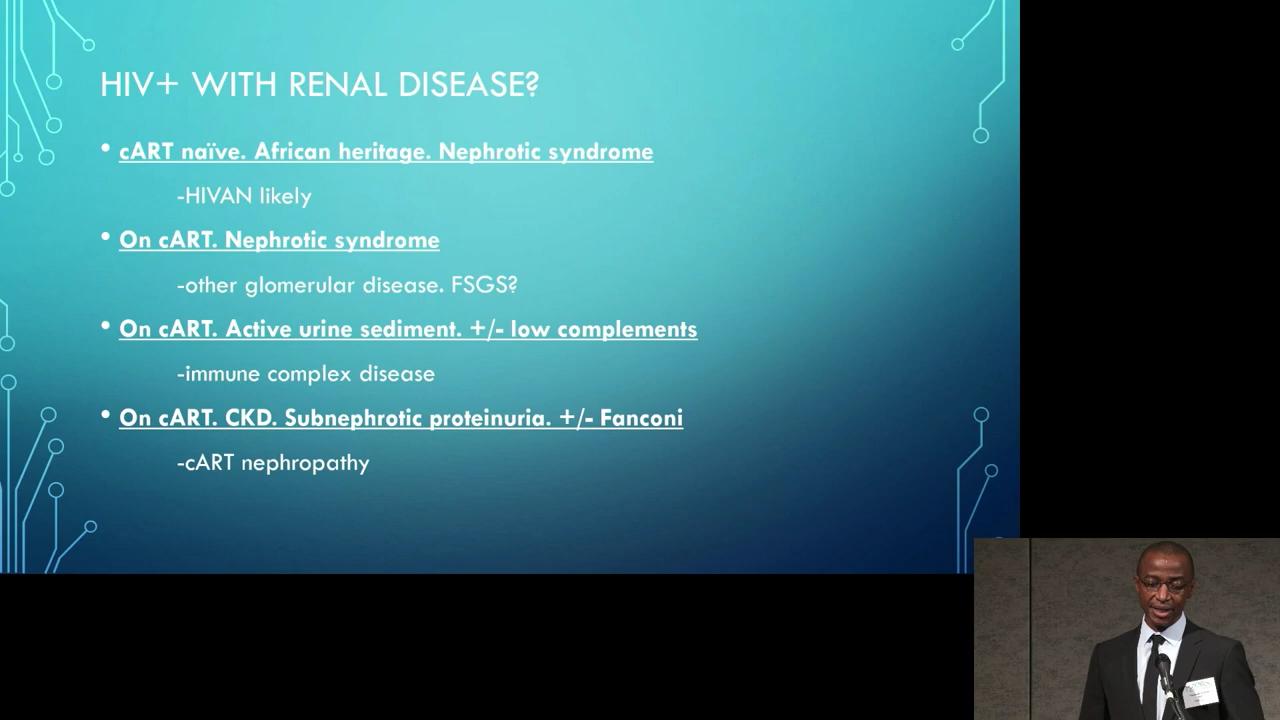 HIV+ WITH RENAL DISEASE?
• cART naïve. African heritage. Nephrotic syndrome
-HIVAN likely
• On cART. Nephrotic syndrome
-other glomerular disease. FSGS?
• On cART. Active urine sediment. +/- low complements
-immune complex disease
• On cART. CKD. Subnephrotic proteinuria. +/- Fanconi
-cART nephropathy